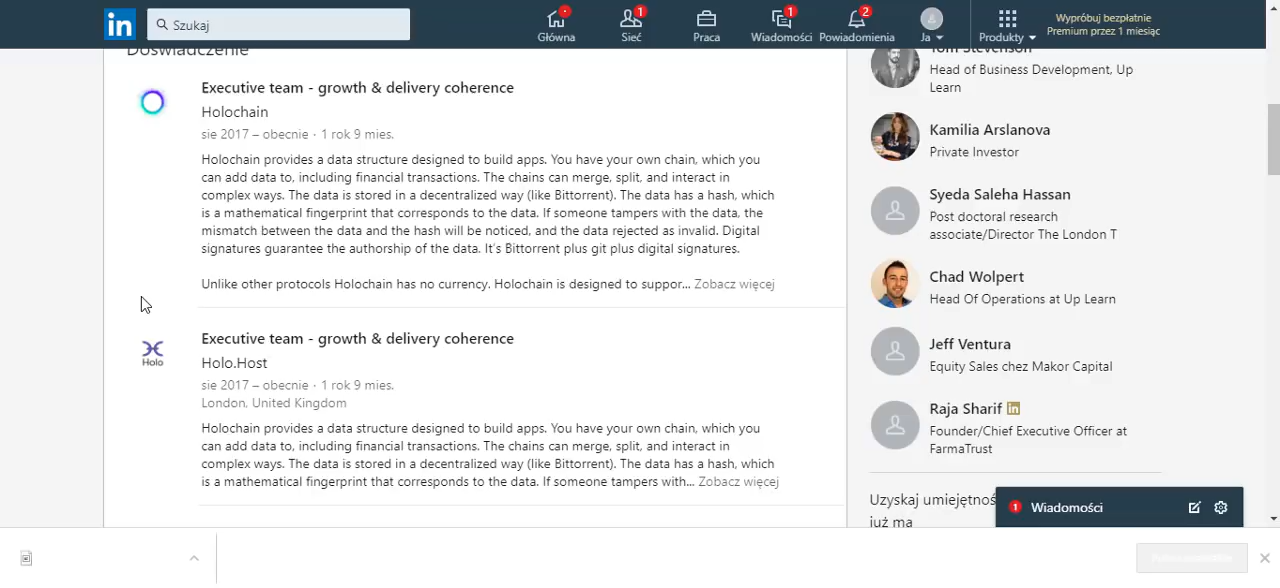 in
Szukaj
1
1
2
Główna
Sieć
Praca
Wiadomości
Powiadomienia
Ja
Produkty
Wypróbuj bezpłatnie
Premium przez 1 miesiąc
Doświadczenie
Executive team - growth & delivery coherence
Holochain
sie 2017 – obecnie · 1 rok 9 mies.
Holochain provides a data structure designed to build apps. You have your own chain, which you
can add data to, including financial transactions. The chains can merge, split, and interact in
complex ways. The data is stored in a decentralized way (like Bittorrent). The data has a hash, which
is a mathematical fingerprint that corresponds to the data. If someone tampers with the data, the
mismatch between the data and the hash will be noticed, and the data rejected as invalid. Digital
signatures guarantee the authorship of the data. It's Bittorrent plus git plus digital signatures.
Unlike other protocols Holochain has no currency. Holochain is designed to suppor... Zobacz więcej
Holo
Executive team - growth & delivery coherence
Holo.Host
sie 2017 – obecnie · 1 rok 9 mies.
London, United Kingdom
Holochain provides a data structure designed to build apps. You have your own chain, which you
can add data to, including financial transactions. The chains can merge, split, and interact in
complex ways. The data is stored in a decentralized way (like Bittorrent). The data has a hash, which
is a mathematical fingerprint that corresponds to the data. If someone tampers with... Zobacz więcej
Tom Stevenson
Head of Business Development, Up
Learn
Kamilia Arslanova
Private Investor
Syeda Saleha Hassan
Post doctoral research
associate/Director The London T
Chad Wolpert
Head Of Operations at Up Learn
Jeff Ventura
Equity Sales chez Makor Capital
Raja Sharif in
Founder/Chief Executive Officer at
FarmaTrust
Uzyskaj umiejętnoś
już ma
1 Wiadomości